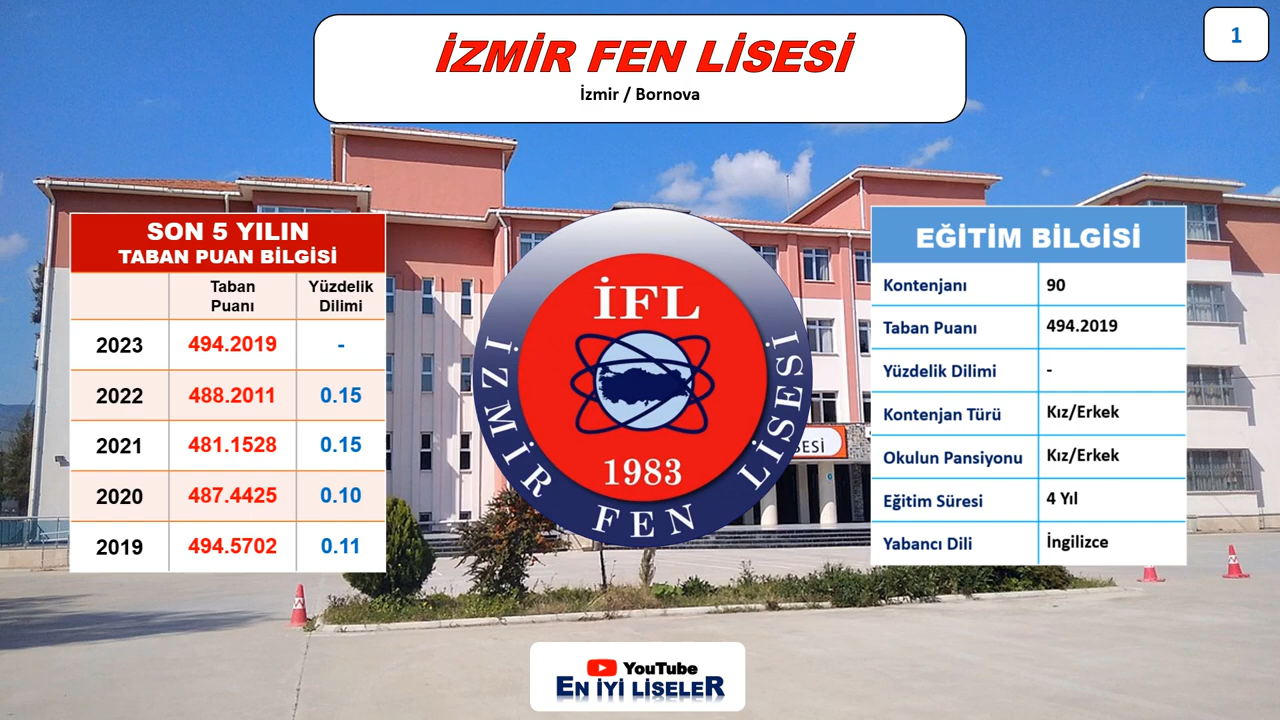 İZMİR FEN LİSESİ
İzmir / Bornova
1
SON 5 YILIN
TABAN PUAN BİLGİSİ
Taban Puanı Yüzdelik Dilimi
2023 494.2019 -
2022 488.2011 0.15
2021 481.1528 0.15
2020 487.4425 0.10
2019 494.5702 0.11
İFL
1983
İZMİR FEN LİSESİ
SESİ
EĞİTİM BİLGİSİ
Kontenjanı 90
Taban Puanı 494.2019
Yüzdelik Dilimi -
Kontenjan Türü Kız/Erkek
Okulun Pansiyonu Kız/Erkek
Eğitim Süresi 4 Yıl
Yabancı Dili İngilizce
YouTube
EN İYİ LİSELER